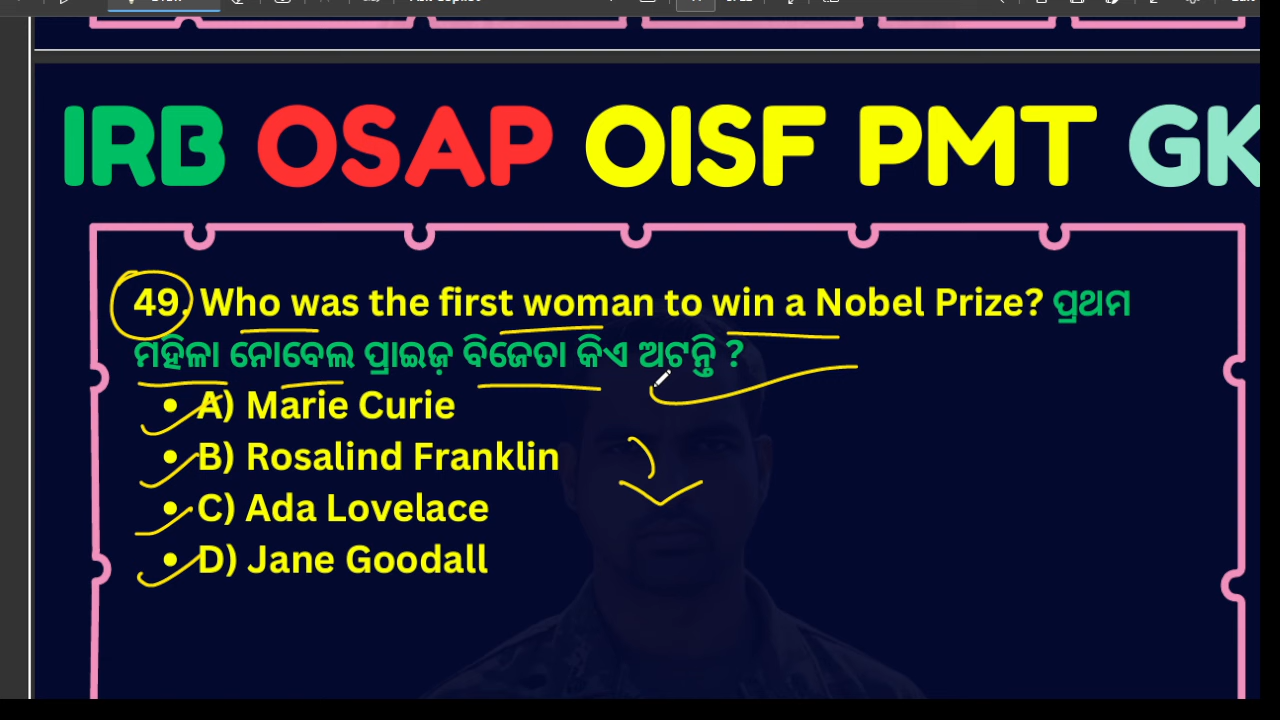 IRB OSAP OISF PMT GK
49. Who was the first woman to win a Nobel Prize? ପ୍ରଥମ
ମହିଳା ନୋବେଲ ପ୍ରାଇଜ଼ ବିଜେତା କିଏ ଅଟନ୍ତି ?
• A) Marie Curie
• B) Rosalind Franklin
• C) Ada Lovelace
• D) Jane Goodall